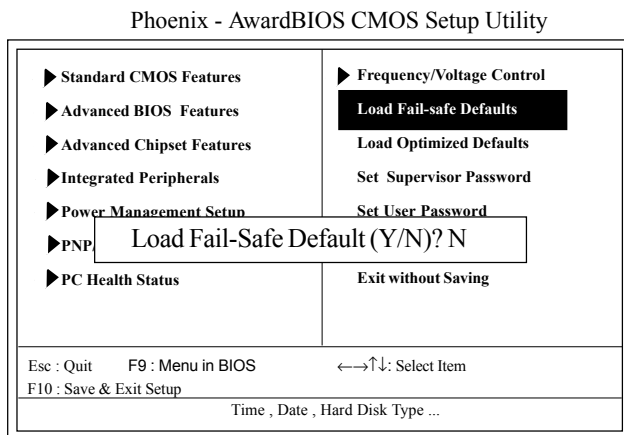 Phoenix - AwardBIOS CMOS Setup Utility
Standard CMOS Features
Advanced BIOS Features
Advanced Chipset Features
Integrated Peripherals
Power Management Setup
PNP/
PC Health Status
Frequency/Voltage Control
Load Fail-safe Defaults
Load Optimized Defaults
Set Supervisor Password
Set User Password
Load Fail-Safe Default (Y/N)? N
Exit without Saving
Esc : Quit F9 : Menu in BIOS ←→↑↓: Select Item
F10 : Save & Exit Setup
Time , Date , Hard Disk Type ...